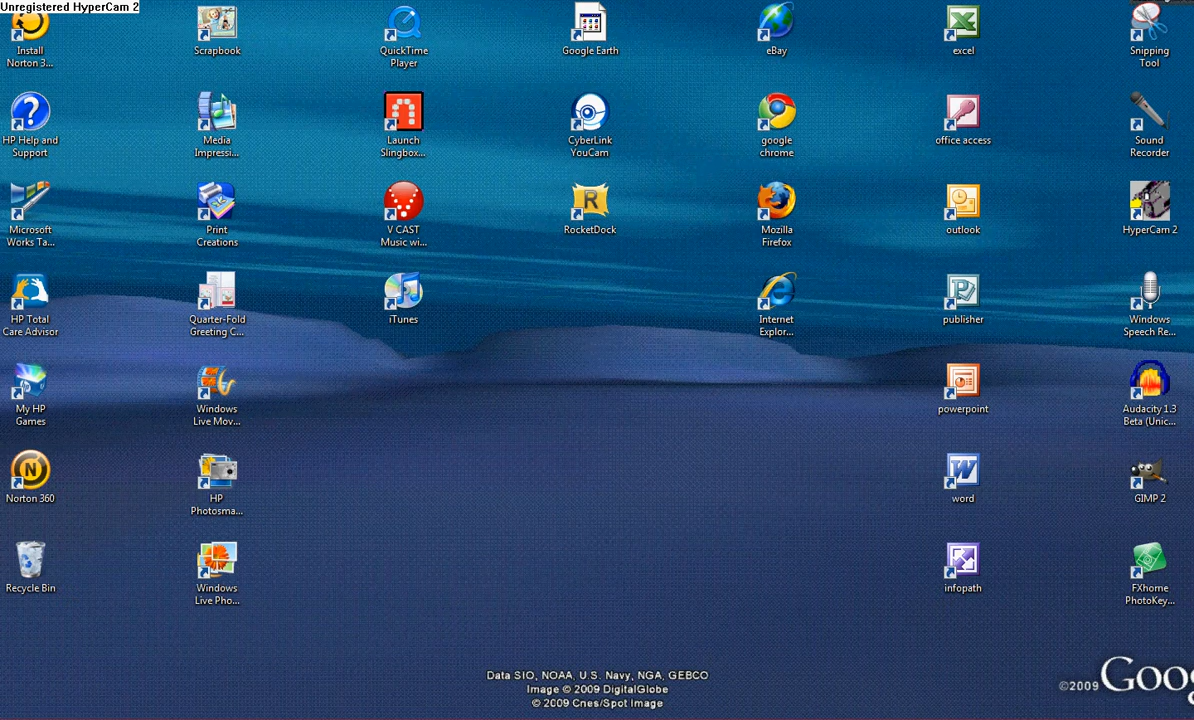 Unregistered HyperCam 2
Install
Norton 3...
Scrapbook
QuickTime
Player
Google Earth
eBay
excel
Snipping
Tool
HP Help and
Support
Media
Impressi...
Launch
Slingbox...
CyberLink
YouCam
google
chrome
office access
Sound
Recorder
Microsoft
Works Ta...
Print
Creations
V CAST
Music wi...
RocketDock
Mozilla
Firefox
outlook
HyperCam 2
HP Total
Care Advisor
Quarter-Fold
Greeting C...
iTunes
Internet
Explor...
publisher
Windows
Speech Re...
My HP
Games
Windows
Live Mov...
powerpoint
Audacity 1.3
Beta (Unic...
Norton 360
HP
Photosma...
word
GIMP 2
Recycle Bin
Windows
Live Pho...
infopath
FXhome
PhotoKey...
Data SIO, NOAA, U.S. Navy, NGA, GEBCO
Image © 2009 DigitalGlobe
© 2009 Cnes/Spot Image
©2009 Goog